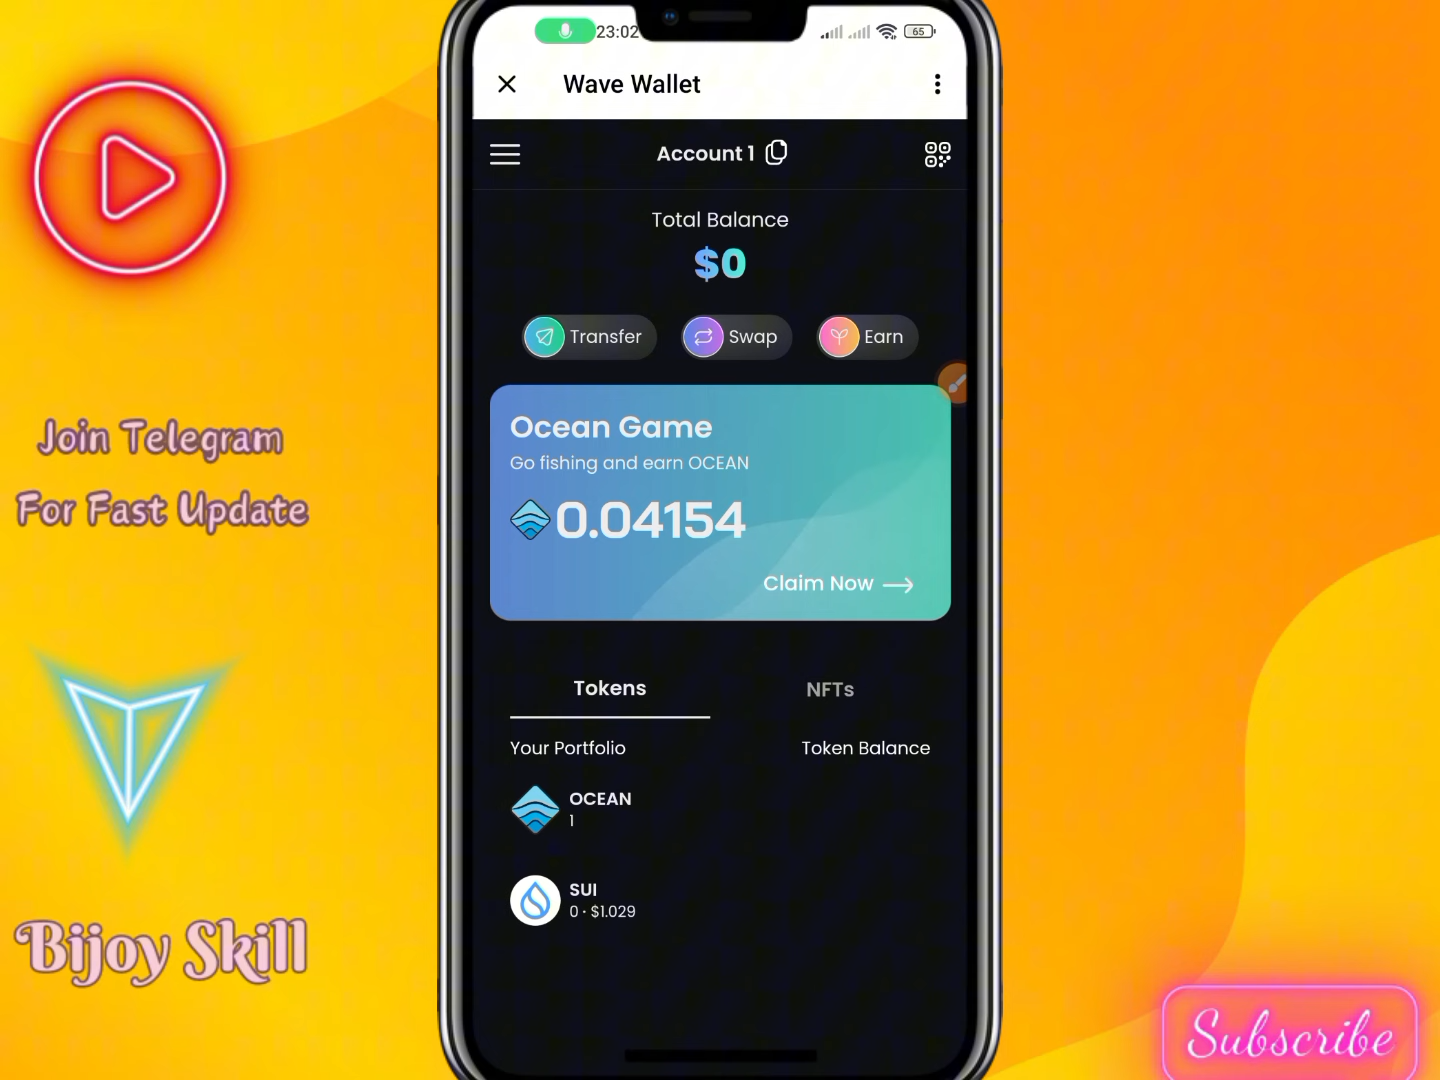 23:02
65
Wave Wallet
Account 1
Total Balance
$0
Transfer
Swap
Earn
Ocean Game
Go fishing and earn OCEAN
0.04154
Claim Now
Tokens
NFTs
Your Portfolio
Token Balance
OCEAN
1
SUI
0 · $1.029
Join Telegram
For Fast Update
Bijoy Skill
Subscribe